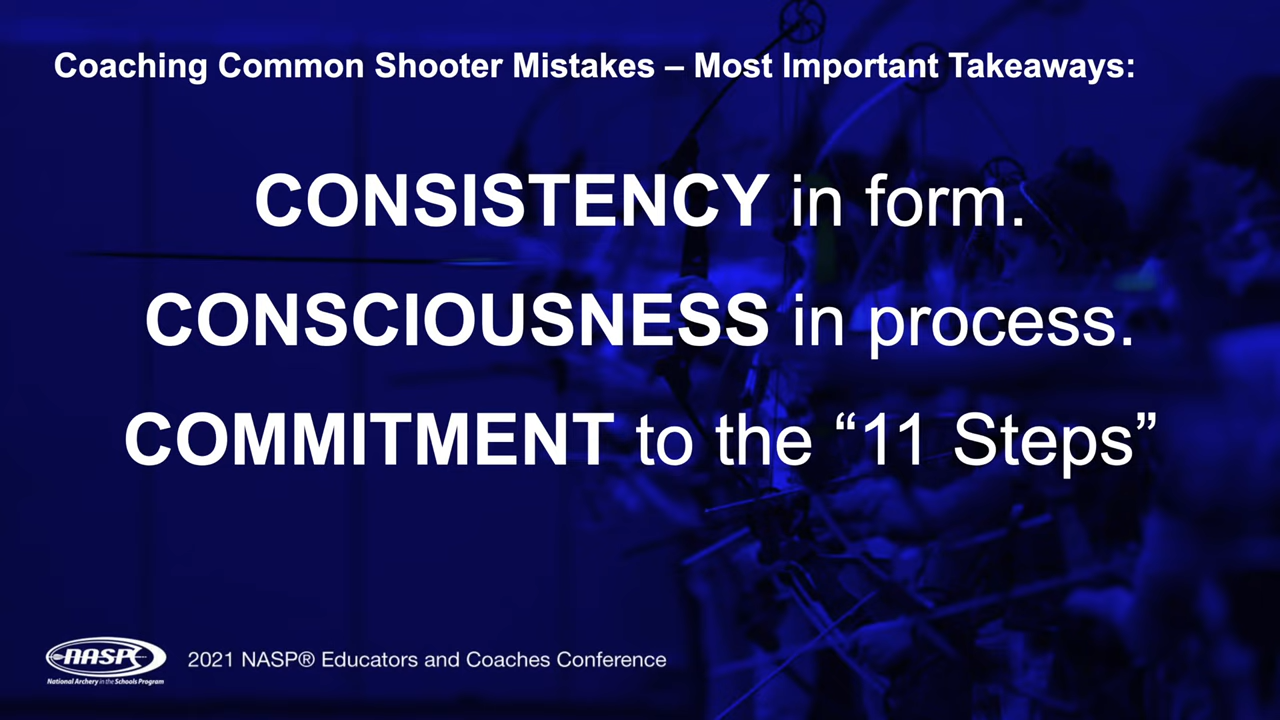 Coaching Common Shooter Mistakes – Most Important Takeaways:
CONSISTENCY in form.
CONSCIOUSNESS in process.
COMMITMENT to the “11 Steps”
NASP
National Archery in the Schools Program
2021 NASP® Educators and Coaches Conference